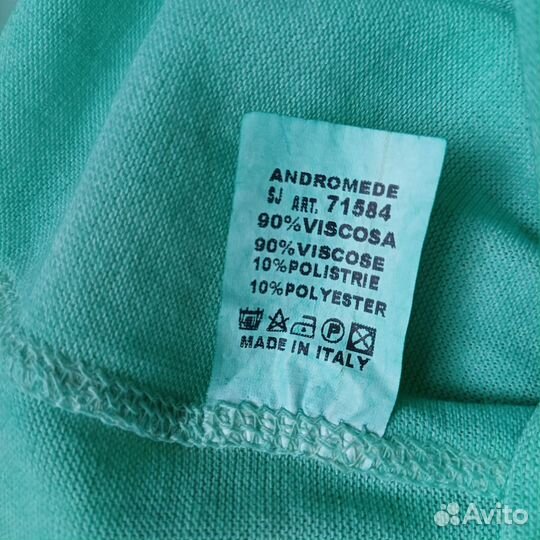 ANDROMEDE
SJ ART. 71584
90%VISCOSA
90%VISCOSE
10%POLISTRIE
10%POLYESTER
P
MADE IN ITALY
Avito